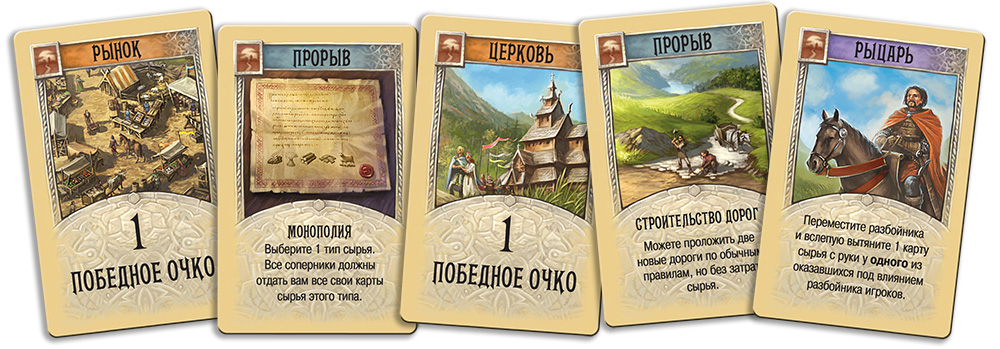 РЫНОК
1
ПОБЕДНОЕ ОЧКО
ПРОРЫВ
МОНОПОЛИЯ
Выберите 1 тип сырья.
Все соперники должны
отдать вам все свои карты
сырья этого типа.
ЦЕРКОВЬ
1
ПОБЕДНОЕ ОЧКО
ПРОРЫВ
СТРОИТЕЛЬСТВО ДОРОГ
Можете проложить две
новые дороги по обычным
правилам, но без затрат
сырья.
РЫЦАРЬ
Переместите разбойника
и вслепую вытяните 1 карту
сырья с руки у одного из
оказавшихся под влиянием
разбойника игроков.